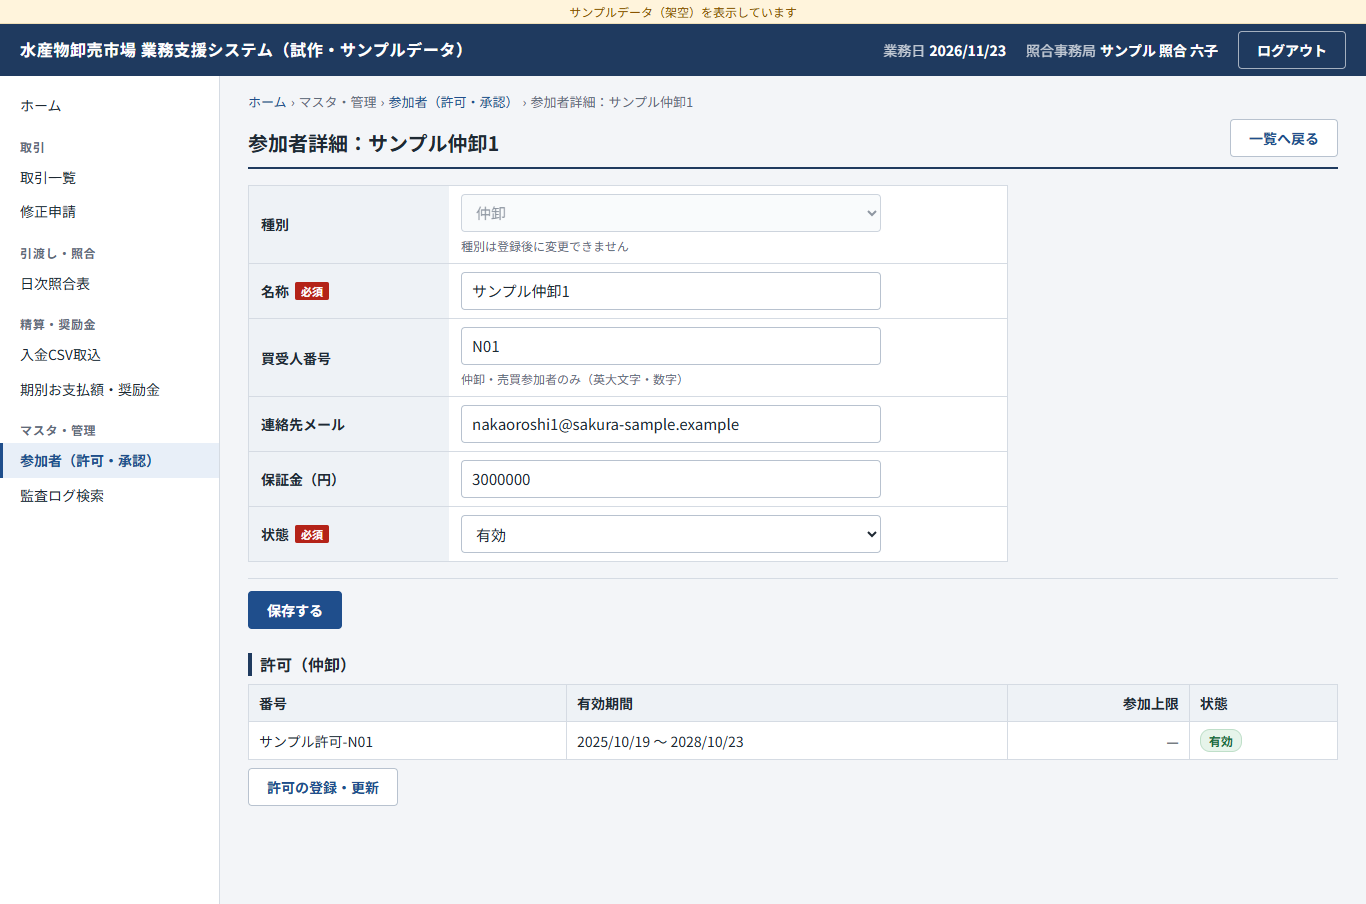 サンプルデータ（架空）を表示しています
水産物卸売市場 業務支援システム（試作・サンプルデータ）
業務日 2026/11/23 照合事務局 サンプル 照合 六子 ログアウト
ホーム
取引
取引一覧
修正申請
引渡し・照合
日次照合表
精算・奨励金
入金CSV取込
期別お支払額・奨励金
マスタ・管理
参加者（許可・承認）
監査ログ検索
ホーム › マスタ・管理 › 参加者（許可・承認） › 参加者詳細：サンプル仲卸1
参加者詳細：サンプル仲卸1
一覧へ戻る
種別 仲卸
種別は登録後に変更できません
名称 必須 サンプル仲卸1
買受人番号 N01
仲卸・売買参加者のみ（英大文字・数字）
連絡先メール nakaoroshi1@sakura-sample.example
保証金（円） 3000000
状態 必須 有効
保存する
許可（仲卸）
番号 有効期間 参加上限 状態
サンプル許可-N01 2025/10/19 〜 2028/10/23 — 有効
許可の登録・更新